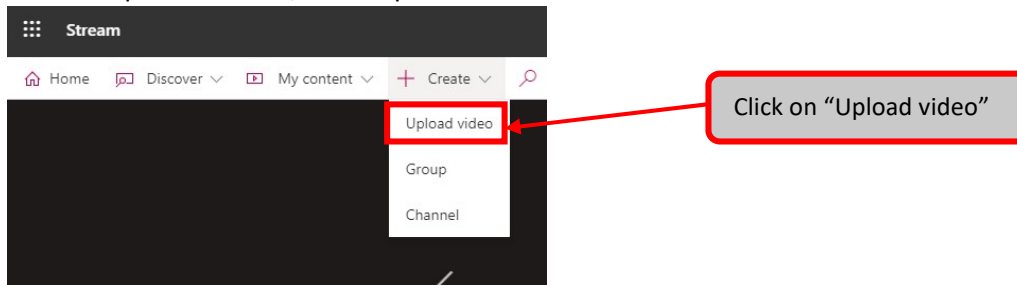 Stream
Home Discover My content Create
Upload video
Click on “Upload video”
Group
Channel